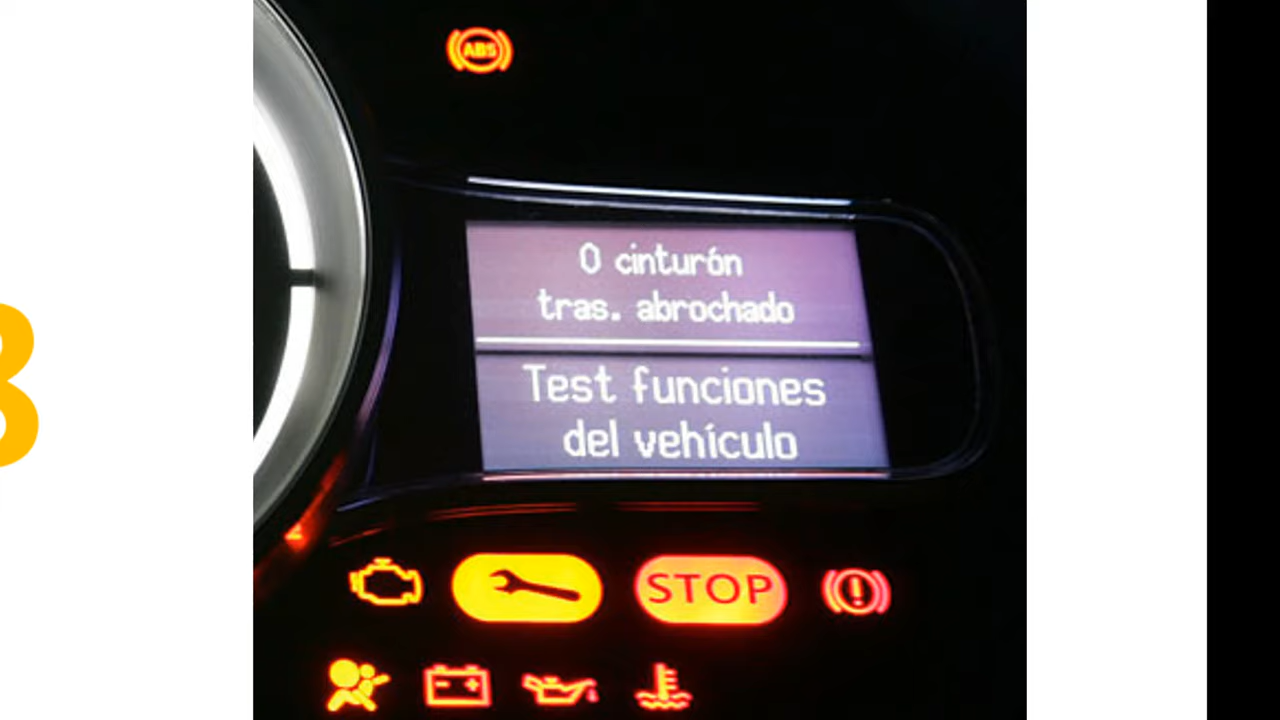 ABS
0 cinturón
tras. abrochado
Test funciones
del vehículo
STOP